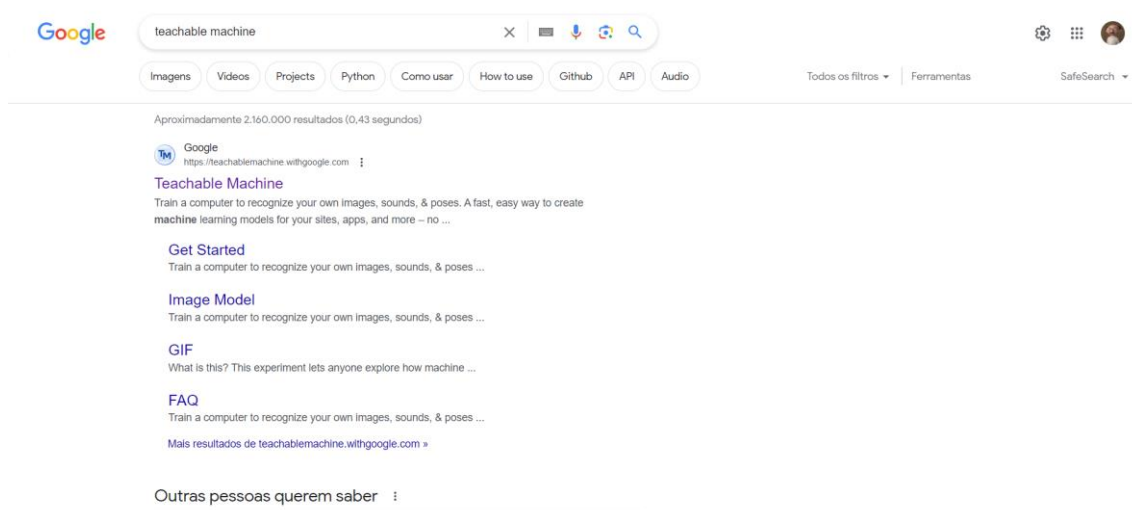 Google
teachable machine
Imagens Vídeos Projects Python Como usar How to use Github API Audio Todos os filtros Ferramentas SafeSearch
Aproximadamente 2.160.000 resultados (0,43 segundos)
TM
Google
https://teachablemachine.withgoogle.com
Teachable Machine
Train a computer to recognize your own images, sounds, & poses. A fast, easy way to create
machine learning models for your sites, apps, and more – no ...
Get Started
Train a computer to recognize your own images, sounds, & poses ...
Image Model
Train a computer to recognize your own images, sounds, & poses ...
GIF
What is this? This experiment lets anyone explore how machine ...
FAQ
Train a computer to recognize your own images, sounds, & poses ...
Mais resultados de teachablemachine.withgoogle.com »
Outras pessoas querem saber